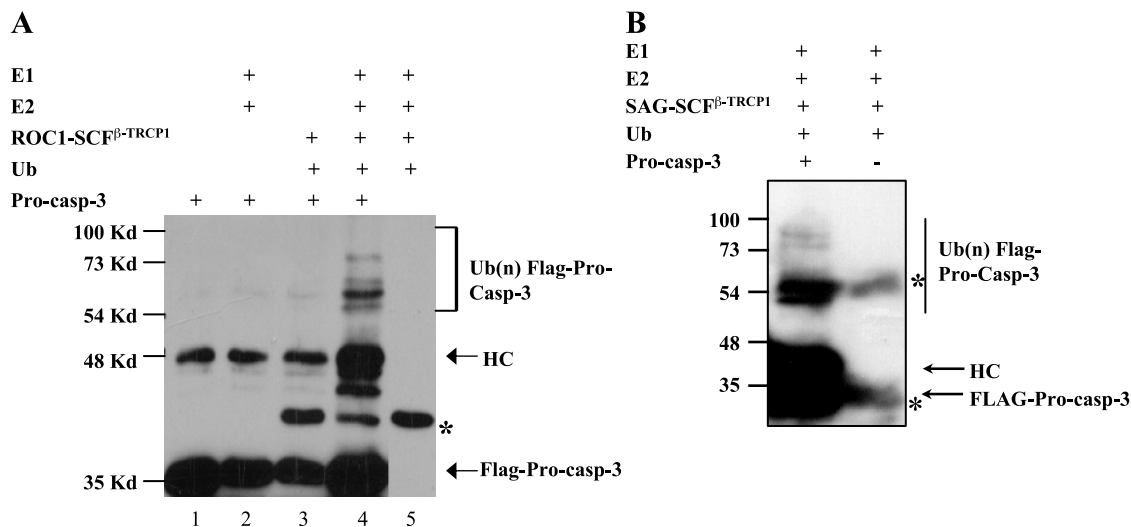 A
E1 + + +
E2 + + +
ROC1-SCFβ-TRCP1 + + +
Ub + + +
Pro-casp-3 + + + +
100 Kd
73 Kd
54 Kd
48 Kd
35 Kd
Ub(n) Flag-Pro-
Casp-3
HC
*
Flag-Pro-casp-3
1 2 3 4 5
B
E1 + +
E2 + +
SAG-SCFβ-TRCP1 + +
Ub + +
Pro-casp-3 + -
100
73
54
48
35
Ub(n) Flag-
Pro-Casp-3
*
HC
FLAG-Pro-casp-3
*